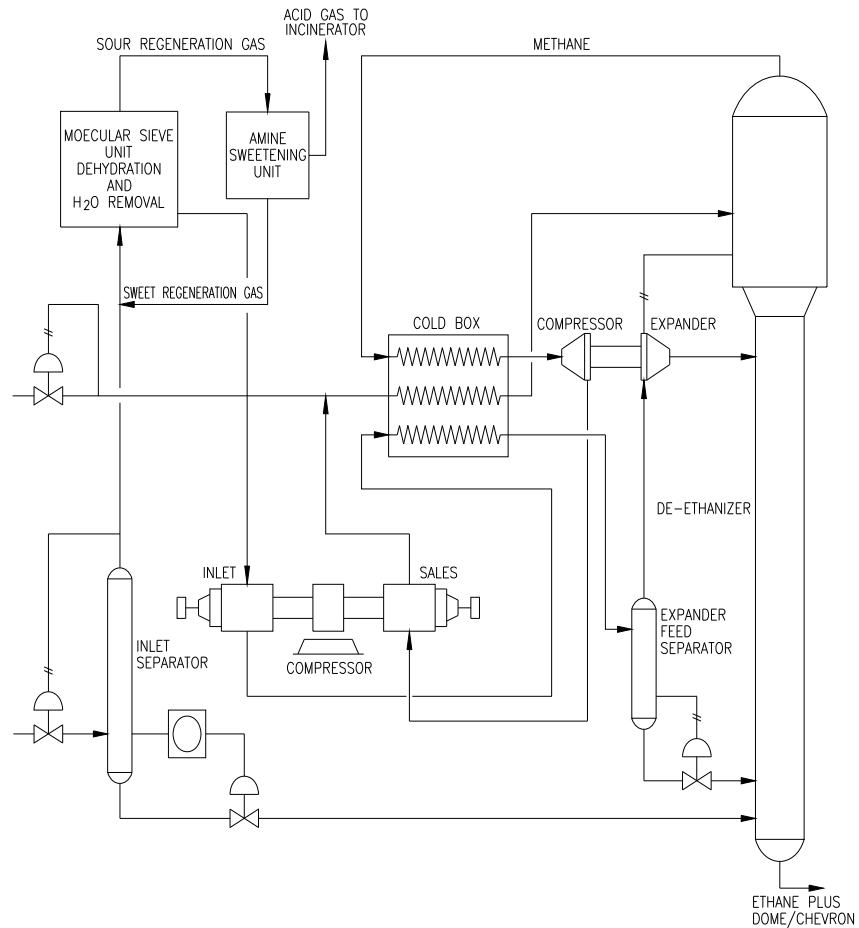 ACID GAS TO
INCINERATOR
SOUR REGENERATION GAS
METHANE
MOECULAR SIEVE
UNIT
DEHYDRATION
AND
H2O REMOVAL
AMINE
SWEETENING
UNIT
SWEET REGENERATION GAS
COLD BOX
COMPRESSOR
EXPANDER
DE-ETHANIZER
INLET
SALES
COMPRESSOR
INLET
SEPARATOR
EXPANDER
FEED
SEPARATOR
ETHANE PLUS
DOME/CHEVRON